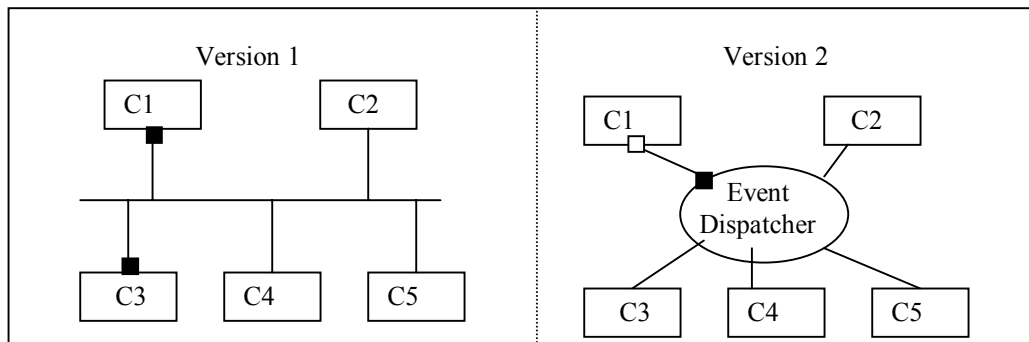 Version 1
C1
C2
C3
C4
C5
Version 2
C1
C2
Event
Dispatcher
C3
C4
C5